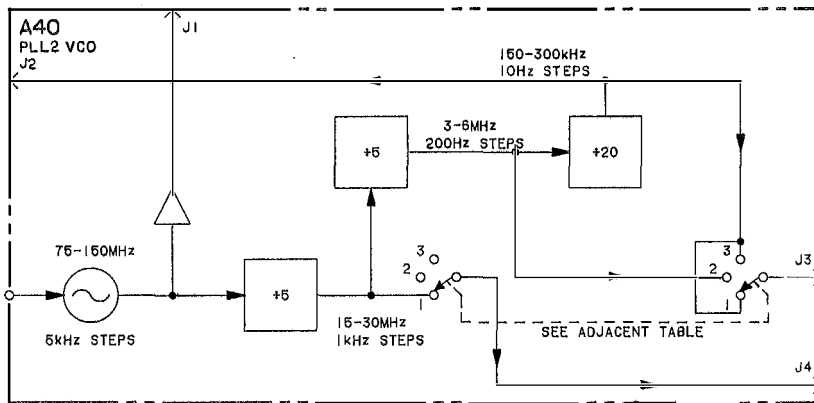 A40
PLL2 VCO
J2
J1
150-300kHz
10Hz STEPS
3-6MHz
200Hz STEPS
÷5
÷20
75-150MHz
5kHz STEPS
÷5
15-30MHz
1kHz STEPS
3
2
1
SEE ADJACENT TABLE
3
2
1
J3
J4